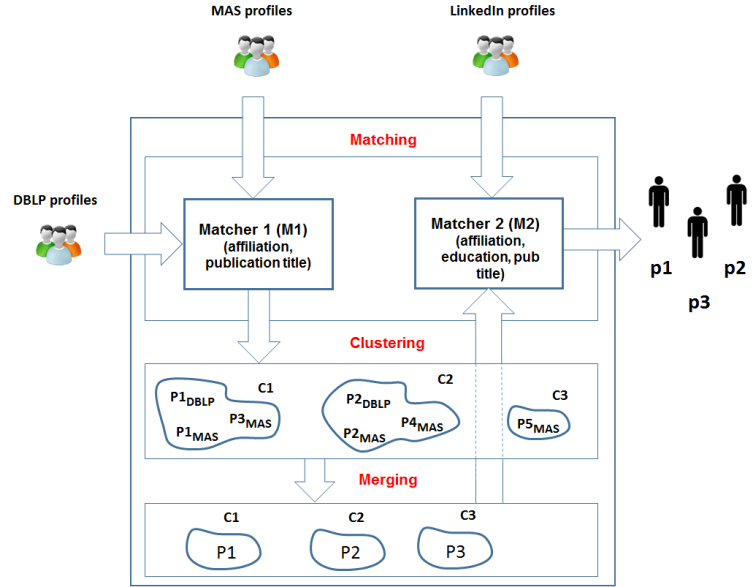 MAS profiles
LinkedIn profiles
Matching
DBLP profiles
Matcher 1 (M1)
(affiliation,
publication title)
Matcher 2 (M2)
(affiliation,
education, pub
title)
p1
p2
p3
Clustering
C1
P1DBLP
P3MAS
P1MAS
C2
P2DBLP
P4MAS
P2MAS
C3
P5MAS
Merging
C1
C2
C3
P1
P2
P3